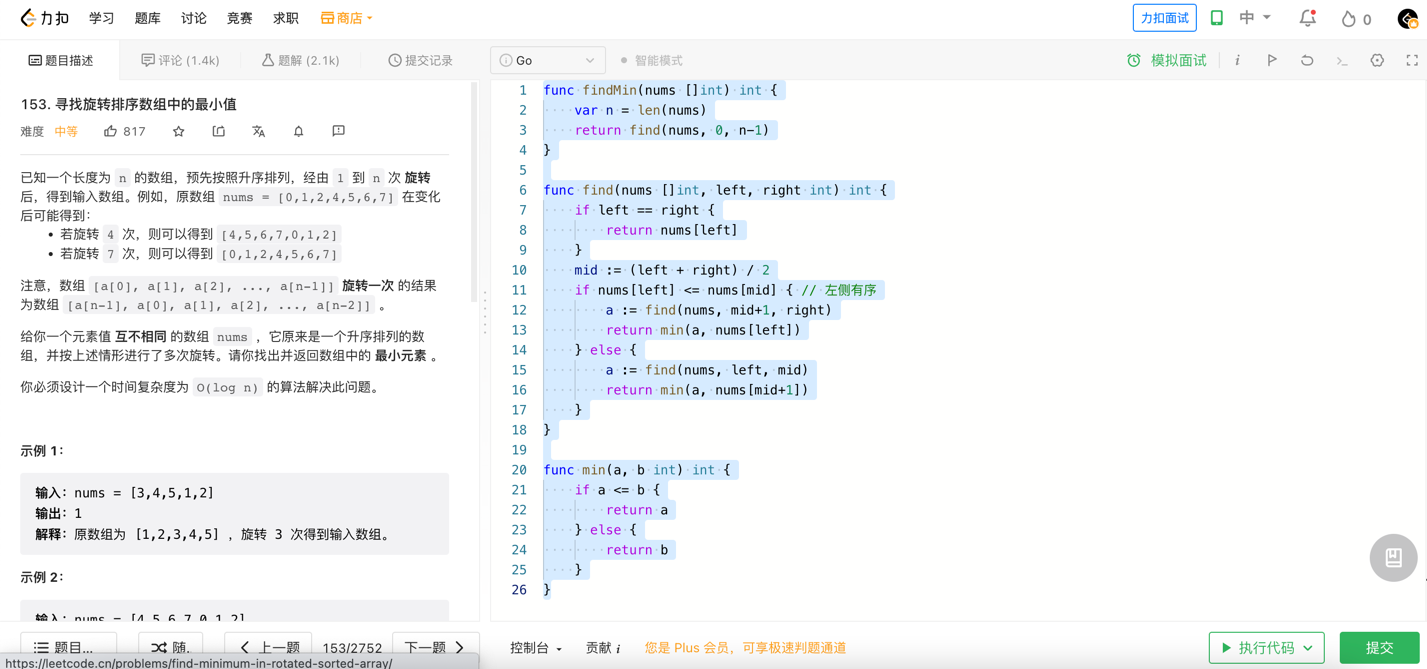 力扣 学习 题库 讨论 竞赛 求职 商店 力扣面试 中 0
题目描述 评论 (1.4k) 题解 (2.1k) 提交记录
i Go 智能模式 模拟面试 i
153. 寻找旋转排序数组中的最小值
难度 中等 817
已知一个长度为 n 的数组，预先按照升序排列，经由 1 到 n 次 旋转
后，得到输入数组。例如，原数组 nums = [0,1,2,4,5,6,7] 在变化
后可能得到：
• 若旋转 4 次，则可以得到 [4,5,6,7,0,1,2]
• 若旋转 7 次，则可以得到 [0,1,2,4,5,6,7]
注意，数组 [a[0], a[1], a[2], ..., a[n-1]] 旋转一次 的结果
为数组 [a[n-1], a[0], a[1], a[2], ..., a[n-2]] 。
给你一个元素值 互不相同 的数组 nums ，它原来是一个升序排列的数
组，并按上述情形进行了多次旋转。请你找出并返回数组中的 最小元素 。
你必须设计一个时间复杂度为 O(log n) 的算法解决此问题。
示例 1：
输入：nums = [3,4,5,1,2]
输出：1
解释：原数组为 [1,2,3,4,5] ，旋转 3 次得到输入数组。
示例 2：
输入：nums = [4,5,6,7,0,1,2]
题目... 随 上一题 153/2752 下一题
https://leetcode.cn/problems/find-minimum-in-rotated-sorted-array/
1 func findMin(nums []int) int {
2     var n = len(nums)
3     return find(nums, 0, n-1)
4 }
5
6 func find(nums []int, left, right int) int {
7     if left == right {
8         return nums[left]
9     }
10     mid := (left + right) / 2
11     if nums[left] <= nums[mid] { // 左侧有序
12         a := find(nums, mid+1, right)
13         return min(a, nums[left])
14     } else {
15         a := find(nums, left, mid)
16         return min(a, nums[mid+1])
17     }
18 }
19
20 func min(a, b int) int {
21     if a <= b {
22         return a
23     } else {
24         return b
25     }
26 }
控制台 贡献 i 您是 Plus 会员，可享极速判题通道 执行代码 提交